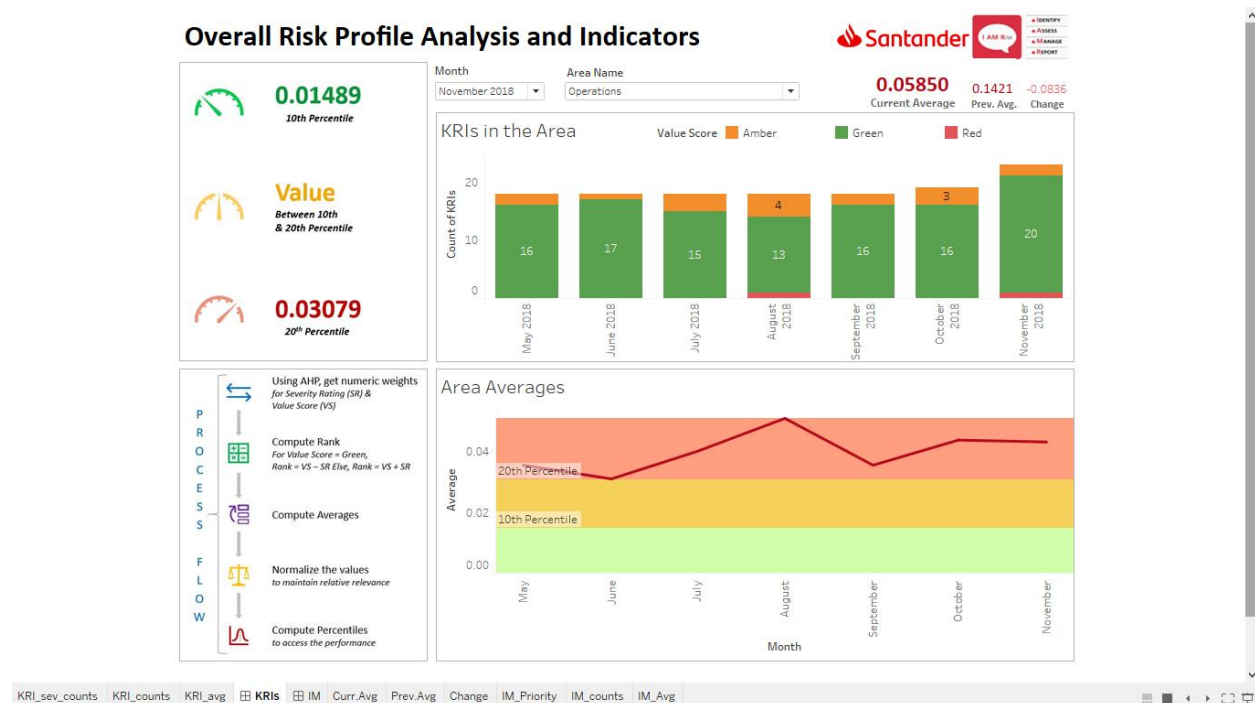 Overall Risk Profile Analysis and Indicators
Santander
I AM Risk
IDENTIFY
ASSESS
MANAGE
REPORT
0.01489
10th Percentile
Value
Between 10th
& 20th Percentile
0.03079
20th Percentile
Month
November 2018
Area Name
Operations
0.05850
Current Average
0.1421
Prev. Avg.
-0.0836
Change
KRIs in the Area
Value Score Amber Green Red
Count of KRIs
20
10
0
16
17
15
4
13
16
3
16
20
May 2018
June 2018
July 2018
August
2018
September
2018
October
2018
November
2018
PROCESS FLOW
Using AHP, get numeric weights
for Severity Rating (SR) &
Value Score (VS)
Compute Rank
For Value Score = Green,
Rank = VS – SR Else, Rank = VS + SR
Compute Averages
Normalize the values
to maintain relative relevance
Compute Percentiles
to access the performance
Area Averages
Average
0.04
0.02
0.00
20th Percentile
10th Percentile
May
June
July
August
September
October
November
Month
KRI_sev_counts KRI_counts KRI_avg KRIs IM Curr.Avg Prev.Avg Change IM_Priority IM_counts IM_Avg